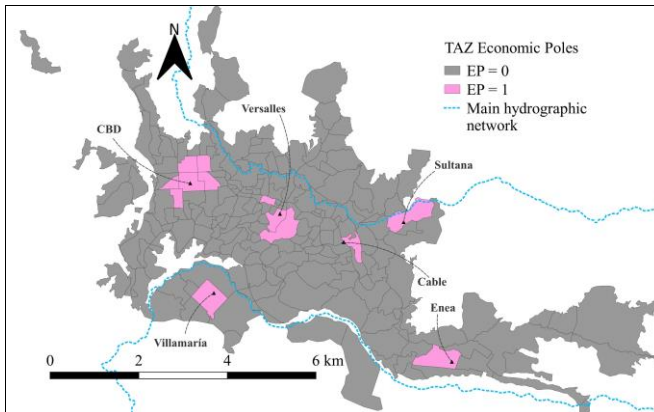 N
TAZ Economic Poles
EP = 0
EP = 1
Main hydrographic
network
Versalles
CBD
Sultana
Cable
Enea
Villamaría
0 2 4 6 km